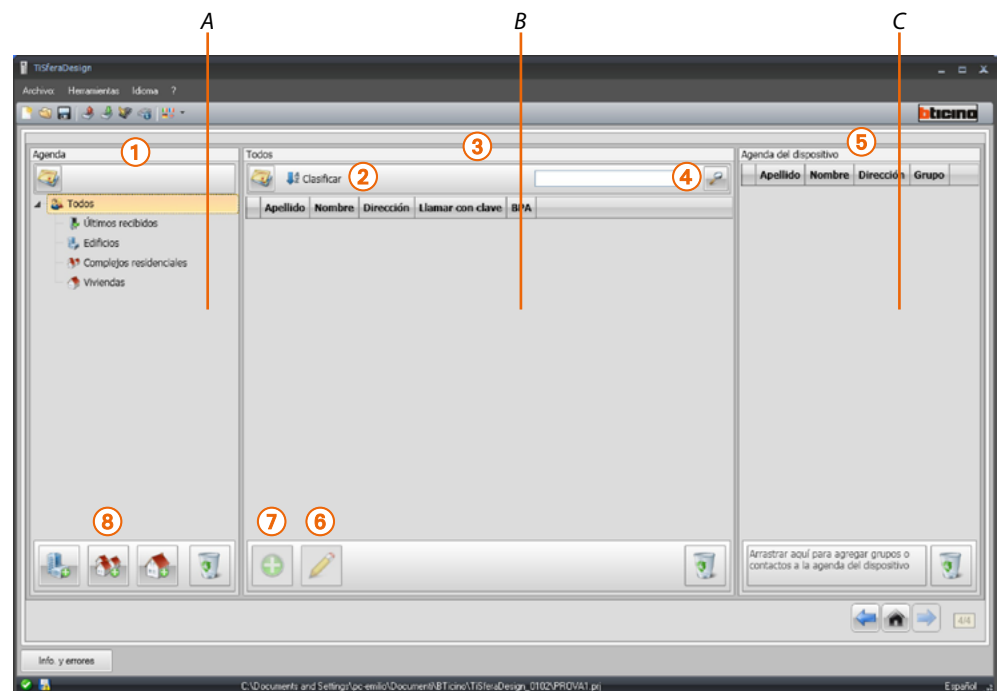 A B C
TiSferaDesign
Archivo: Herramientas Idioma ?
bticino
Agenda 1 Todos 3 Agenda del dispositivo 5
Clasificar 2 4 Apellido Nombre Dirección Grupo
Todos
Apellido Nombre Dirección Llamar con clave BPA
Últimos recibidos
Edificios
Complejos residenciales
Viviendas
8 7 6
Arrastrar aquí para agregar grupos o
contactos a la agenda del dispositivo
4/4
Info. y errores
C:\Documents and Settings\pc-emilio\Documenti\BTicino\TiSferaDesign_0102\PROVA1.prj Español